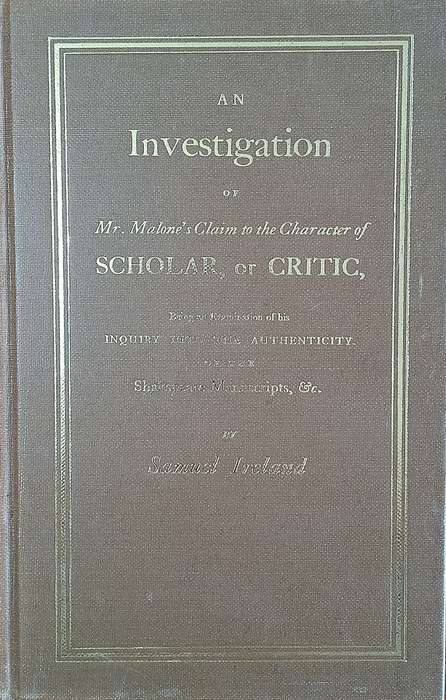 AN
Investigation
OF
Mr. Malone's Claim to the Character of
SCHOLAR, or CRITIC,
Being an Examination of his
INQUIRY INTO THE AUTHENTICITY.
OF THE
Shakspeare Manuscripts, &c.
BY
Samuel Ireland